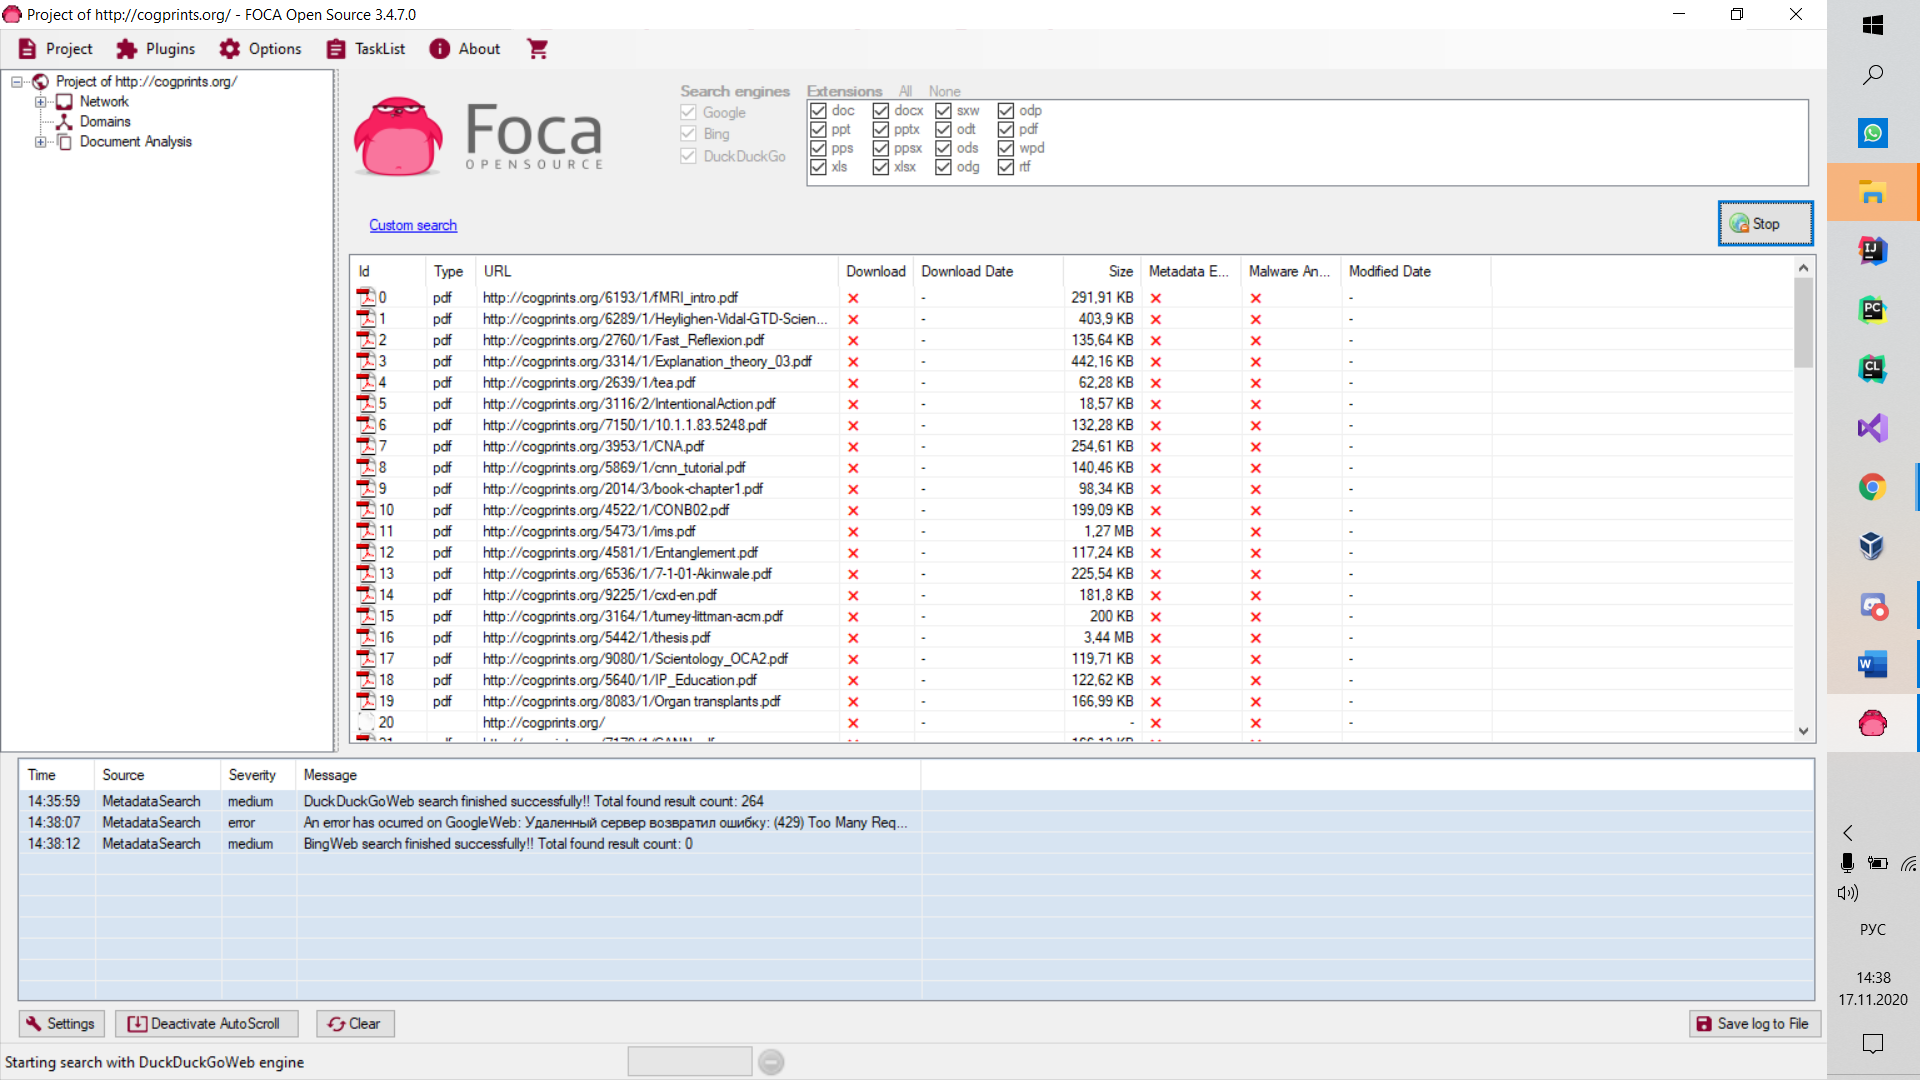 Project of http://cogprints.org/ - FOCA Open Source 3.4.7.0
Project Plugins Options TaskList About
Project of http://cogprints.org/
Network
Domains
Document Analysis
Foca
OPENSOURCE
Search engines
Google
Bing
DuckDuckGo
Extensions All None
doc docx sxw odp
ppt pptx odt pdf
pps ppsx ods wpd
xls xlsx odg rtf
Custom search
Stop
Id Type URL Download Download Date Size Metadata E... Malware An... Modified Date
0 pdf http://cogprints.org/6193/1/fMRI_intro.pdf - 291,91 KB -
1 pdf http://cogprints.org/6289/1/Heylighen-Vidal-GTD-Scien... - 403,9 KB -
2 pdf http://cogprints.org/2760/1/Fast_Reflexion.pdf - 135,64 KB -
3 pdf http://cogprints.org/3314/1/Explanation_theory_03.pdf - 442,16 KB -
4 pdf http://cogprints.org/2639/1/tea.pdf - 62,28 KB -
5 pdf http://cogprints.org/3116/2/IntentionalAction.pdf - 18,57 KB -
6 pdf http://cogprints.org/7150/1/10.1.1.83.5248.pdf - 132,28 KB -
7 pdf http://cogprints.org/3953/1/CNA.pdf - 254,61 KB -
8 pdf http://cogprints.org/5869/1/cnn_tutorial.pdf - 140,46 KB -
9 pdf http://cogprints.org/2014/3/book-chapter1.pdf - 98,34 KB -
10 pdf http://cogprints.org/4522/1/CONB02.pdf - 199,09 KB -
11 pdf http://cogprints.org/5473/1/ims.pdf - 1,27 MB -
12 pdf http://cogprints.org/4581/1/Entanglement.pdf - 117,24 KB -
13 pdf http://cogprints.org/6536/1/7-1-01-Akinwale.pdf - 225,54 KB -
14 pdf http://cogprints.org/9225/1/cxd-en.pdf - 181,8 KB -
15 pdf http://cogprints.org/3164/1/turney-littman-acm.pdf - 200 KB -
16 pdf http://cogprints.org/5442/1/thesis.pdf - 3,44 MB -
17 pdf http://cogprints.org/9080/1/Scientology_OCA2.pdf - 119,71 KB -
18 pdf http://cogprints.org/5640/1/IP_Education.pdf - 122,62 KB -
19 pdf http://cogprints.org/8083/1/Organ transplants.pdf - 166,99 KB -
20 http://cogprints.org/ - - -
Time Source Severity Message
14:35:59 MetadataSearch medium DuckDuckGoWeb search finished successfully!! Total found result count: 264
14:38:07 MetadataSearch error An error has ocurred on GoogleWeb: Удаленный сервер возвратил ошибку: (429) Too Many Req...
14:38:12 MetadataSearch medium BingWeb search finished successfully!! Total found result count: 0
Settings Deactivate AutoScroll Clear Save log to File
Starting search with DuckDuckGoWeb engine
IJ
PC
CL
W
РУС
14:38
17.11.2020